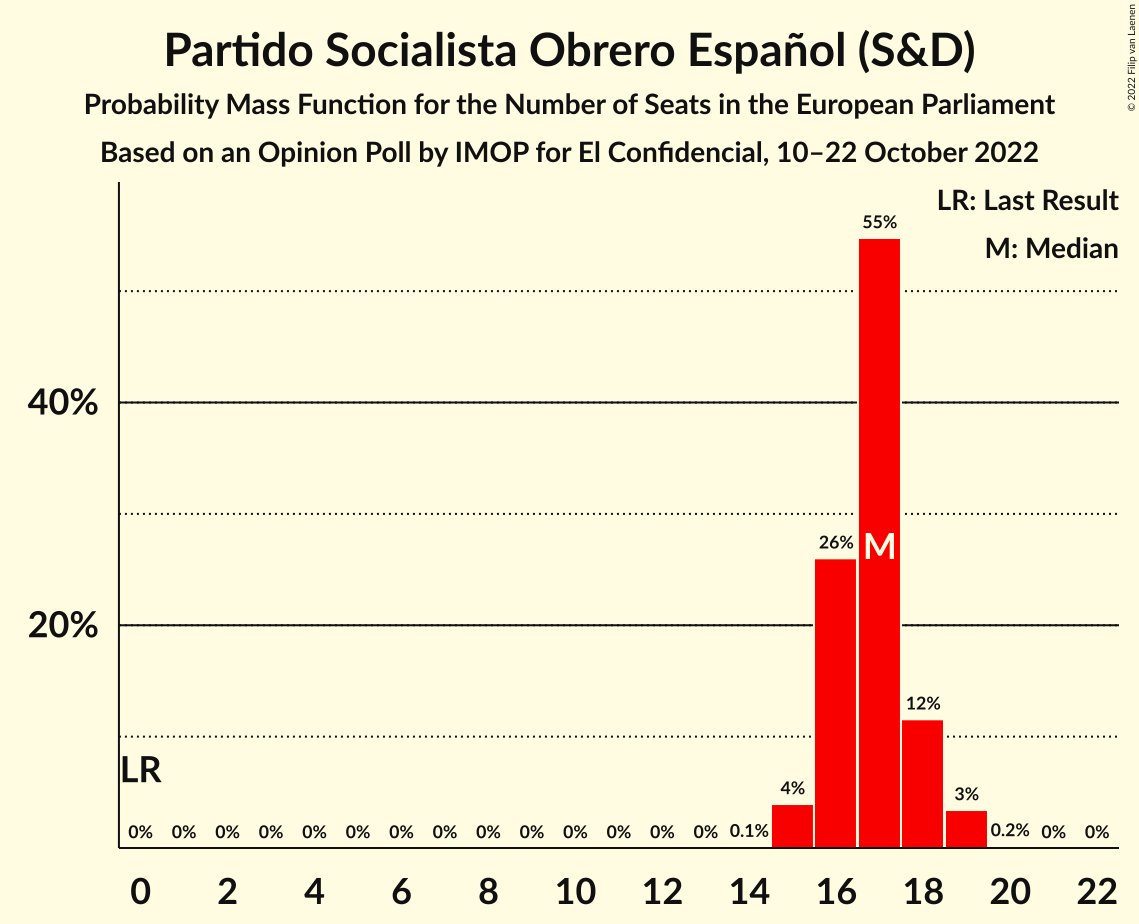 Partido Socialista Obrero Español (S&D)
Probability Mass Function for the Number of Seats in the European Parliament
Based on an Opinion Poll by IMOP for El Confidencial, 10–22 October 2022
© 2022 Filip van Laenen
LR: Last Result
M: Median
55%
40%
26%
M
20%
12%
LR
4%
3%
0% 0% 0% 0% 0% 0% 0% 0% 0% 0% 0% 0% 0% 0% 0.1% 0.2% 0% 0%
0 2 4 6 8 10 12 14 16 18 20 22